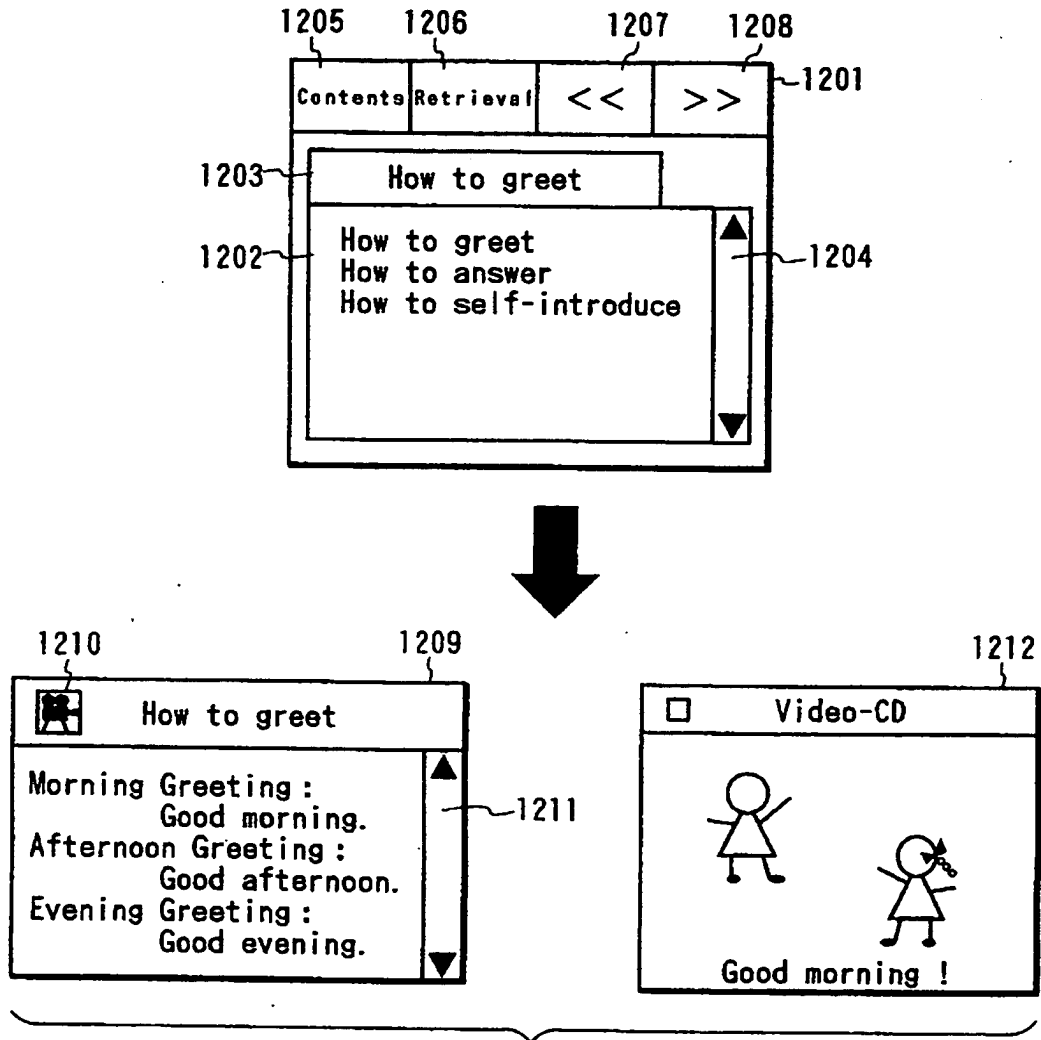 1205 1206 1207 1208
1201
Contents Retrieval << >>
1203 How to greet
1202
How to greet
How to answer
How to self-introduce
1204
1210 1209 1212
How to greet
Video-CD
Morning Greeting :
Good morning.
1211
Afternoon Greeting :
Good afternoon.
Evening Greeting :
Good evening.
Good morning !